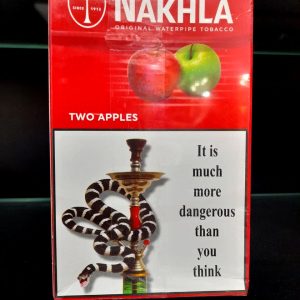 SINCE 1913
NAKHLA
ORIGINAL WATERPIPE TOBACCO
TWO APPLES
It is
much
more
dangerous
than
you
think